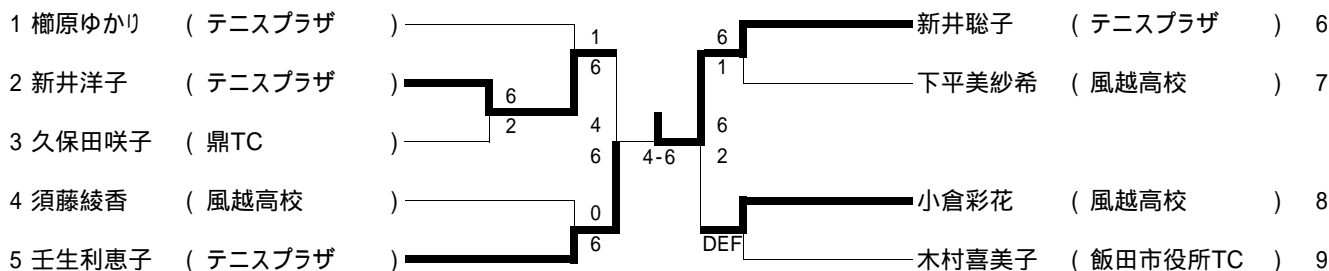 1 櫛原ゆかり ( テニスプラザ )
2 新井洋子 ( テニスプラザ )
3 久保田咲子 ( 鼎TC )
4 須藤綾香 ( 風越高校 )
5 壬生利恵子 ( テニスプラザ )
1
6
6
2
4
6
0
6
4-6
6
1
6
2
DEF
新井聡子 ( テニスプラザ ) 6
下平美紗希 ( 風越高校 ) 7
小倉彩花 ( 風越高校 ) 8
木村喜美子 ( 飯田市役所TC ) 9